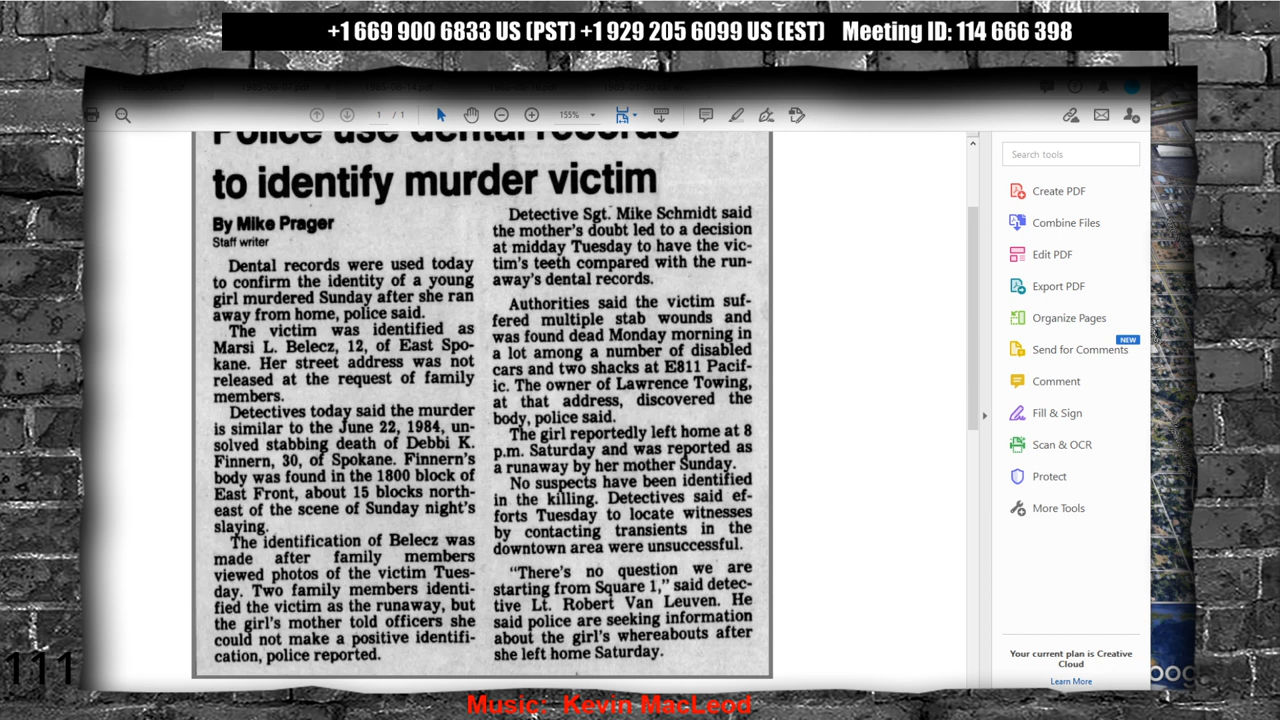 +1 669 900 6833 US (PST) +1 929 205 6099 US (EST) Meeting ID: 114 666 398
1 / 1
155%
Search tools
Create PDF
Combine Files
Edit PDF
Export PDF
Organize Pages
NEW
Send for Comments
Comment
Fill & Sign
Scan & OCR
Protect
More Tools
Your current plan is Creative
Cloud
Learn More
Police use dental records
to identify murder victim
By Mike Prager
Staff writer
Dental records were used today
to confirm the identity of a young
girl murdered Sunday after she ran
away from home, police said.
The victim was identified as
Marsi L. Belecz, 12, of East Spo-
kane. Her street address was not
released at the request of family
members.
Detectives today said the murder
is similar to the June 22, 1984, un-
solved stabbing death of Debbi K.
Finnern, 30, of Spokane. Finnern's
body was found in the 1800 block of
East Front, about 15 blocks north-
east of the scene of Sunday night's
slaying.
The identification of Belecz was
made after family members
viewed photos of the victim Tues-
day. Two family members identi-
fied the victim as the runaway, but
the girl's mother told officers she
could not make a positive identifi-
cation, police reported.
Detective Sgt. Mike Schmidt said
the mother's doubt led to a decision
at midday Tuesday to have the vic-
tim's teeth compared with the run-
away's dental records.
Authorities said the victim suf-
fered multiple stab wounds and
was found dead Monday morning in
a lot among a number of disabled
cars and two shacks at E811 Pacif-
ic. The owner of Lawrence Towing,
at that address, discovered the
body, police said.
The girl reportedly left home at 8
p.m. Saturday and was reported as
a runaway by her mother Sunday.
No suspects have been identified
in the killing. Detectives said ef-
forts Tuesday to locate witnesses
by contacting transients in the
downtown area were unsuccessful.
"There's no question we are
starting from Square 1," said detec-
tive Lt. Robert Van Leuven. He
said police are seeking information
about the girl's whereabouts after
she left home Saturday.
111
Music: Kevin MacLeod